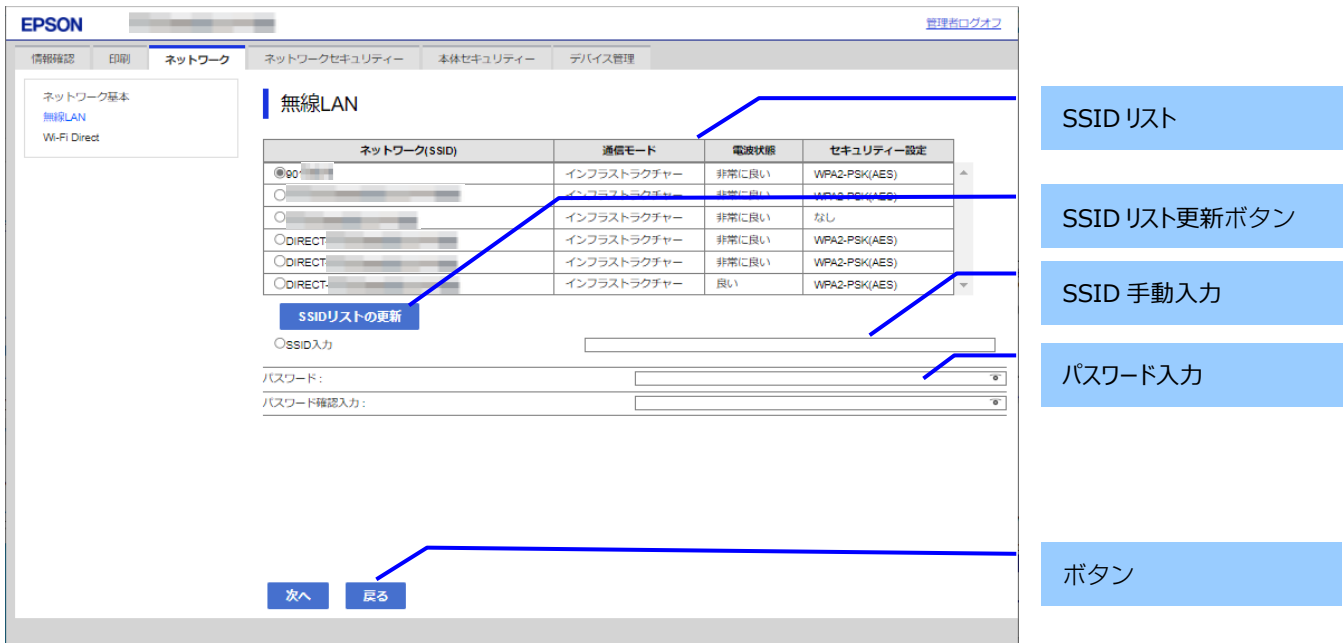 EPSON
管理者ログオフ
情報確認 印刷 ネットワーク ネットワークセキュリティー 本体セキュリティー デバイス管理
ネットワーク基本
無線LAN
Wi-Fi Direct
無線LAN
ネットワーク(SSID) 通信モード 電波状態 セキュリティー設定
インフラストラクチャー 非常に良い WPA2-PSK(AES)
インフラストラクチャー 非常に良い WPA2-PSK(AES)
インフラストラクチャー 非常に良い なし
DIRECT- インフラストラクチャー 非常に良い WPA2-PSK(AES)
DIRECT- インフラストラクチャー 非常に良い WPA2-PSK(AES)
DIRECT- インフラストラクチャー 良い WPA2-PSK(AES)
SSIDリストの更新
SSID入力
パスワード :
パスワード確認入力 :
次へ 戻る
SSID リスト
SSID リスト更新ボタン
SSID 手動入力
パスワード入力
ボタン